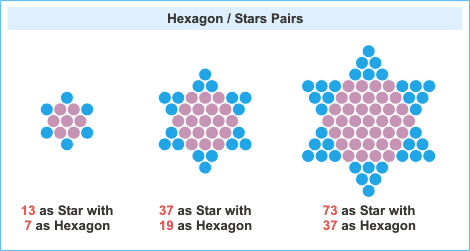 Hexagon / Stars Pairs
13 as Star with
7 as Hexagon
37 as Star with
19 as Hexagon
73 as Star with
37 as Hexagon